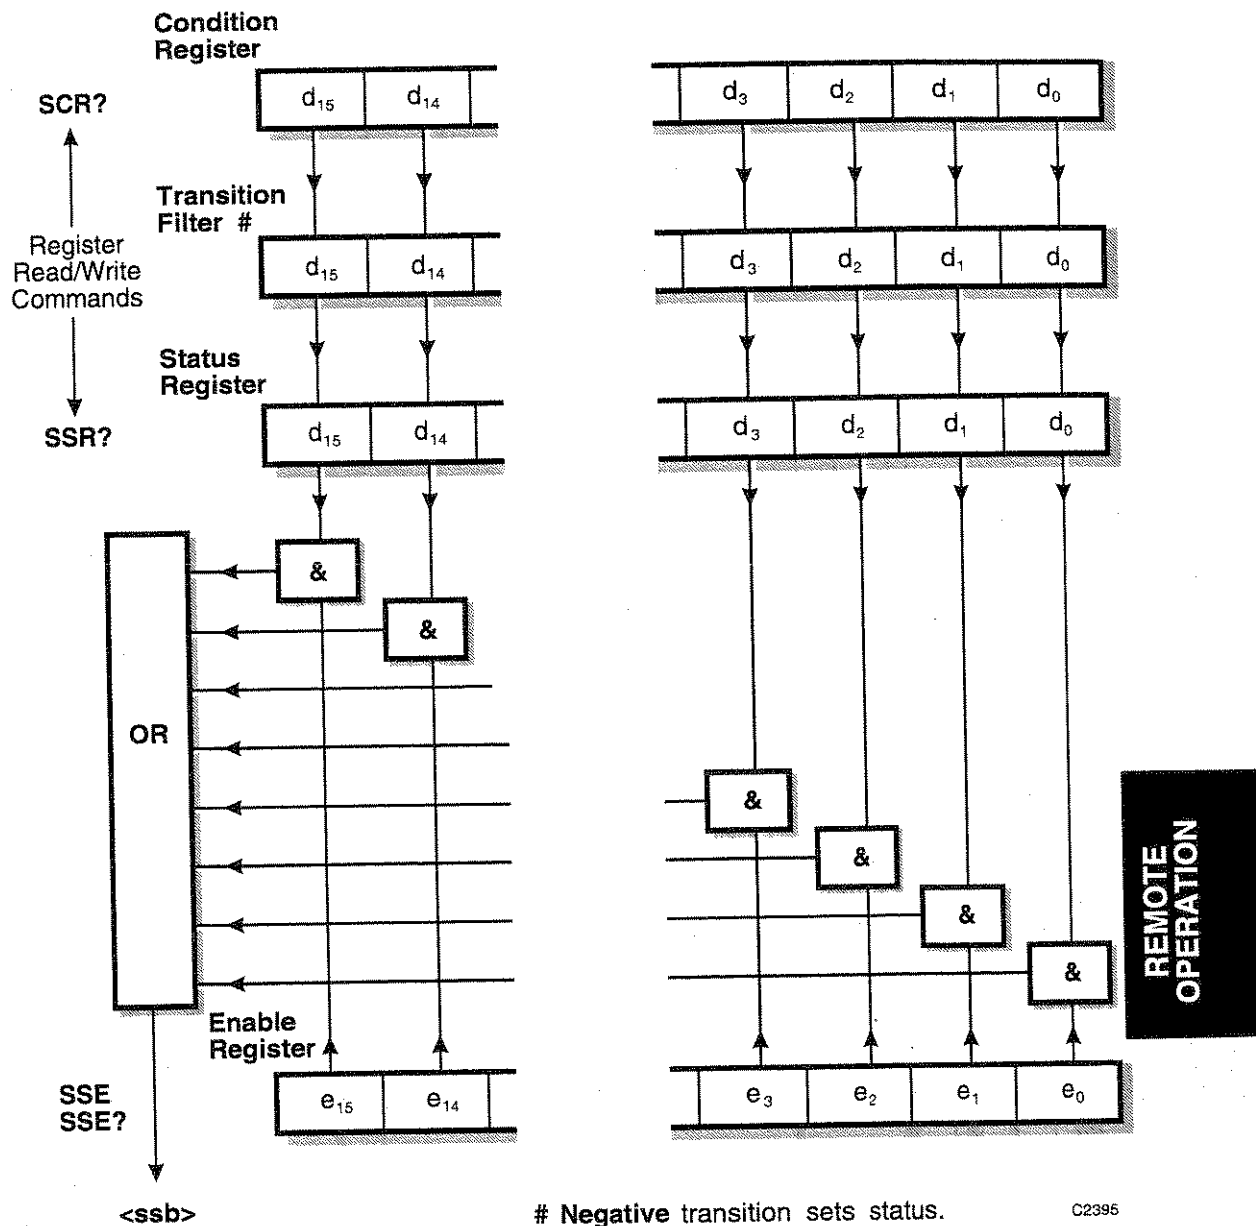 Condition
Register
SCR?
d15 d14 d3 d2 d1 d0
Transition
Filter #
Register
Read/Write
Commands
d15 d14 d3 d2 d1 d0
Status
Register
SSR?
d15 d14 d3 d2 d1 d0
&
&
OR
&
&
&
&
REMOTE
OPERATION
Enable
Register
SSE
SSE?
e15 e14 e3 e2 e1 e0
<ssb>
# Negative transition sets status.
C2395